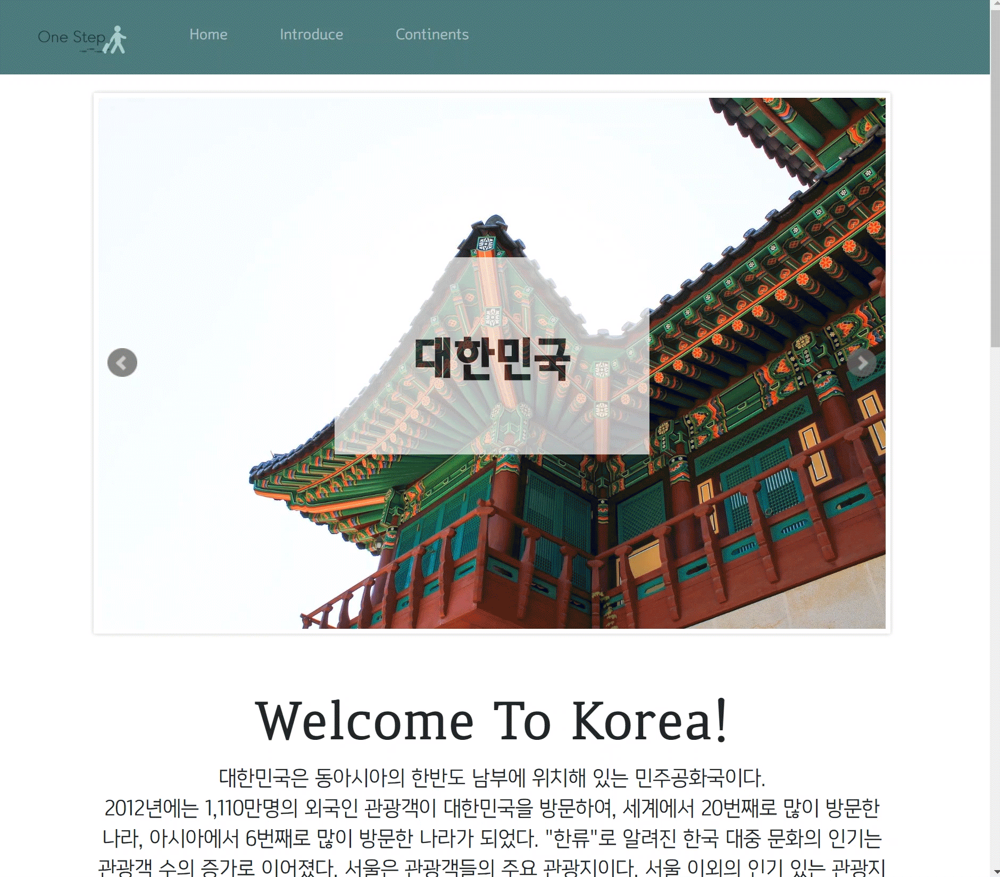 One Step
Home
Introduce
Continents
대한민국
Welcome To Korea!
대한민국은 동아시아의 한반도 남부에 위치해 있는 민주공화국이다.
2012년에는 1,110만명의 외국인 관광객이 대한민국을 방문하여, 세계에서 20번째로 많이 방문한
나라, 아시아에서 6번째로 많이 방문한 나라가 되었다. "한류"로 알려진 한국 대중 문화의 인기는
관광객 수의 증가로 이어졌다. 서울은 관광객들의 주요 관광지이다. 서울 이외의 인기 있는 관광지